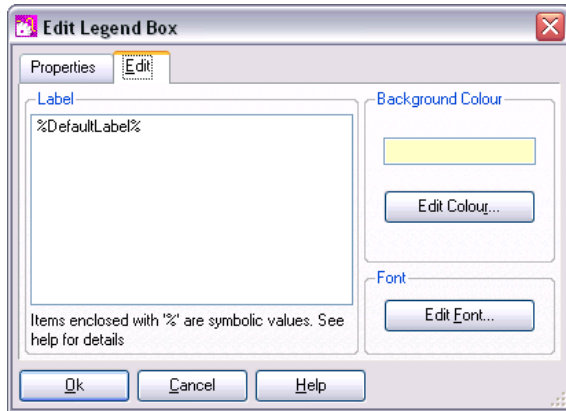 Edit Legend Box
Properties
Edit
Label
%DefaultLabel%
Items enclosed with '%' are symbolic values. See
help for details
Background Colour
Edit Colour...
Font
Edit Font...
Ok
Cancel
Help